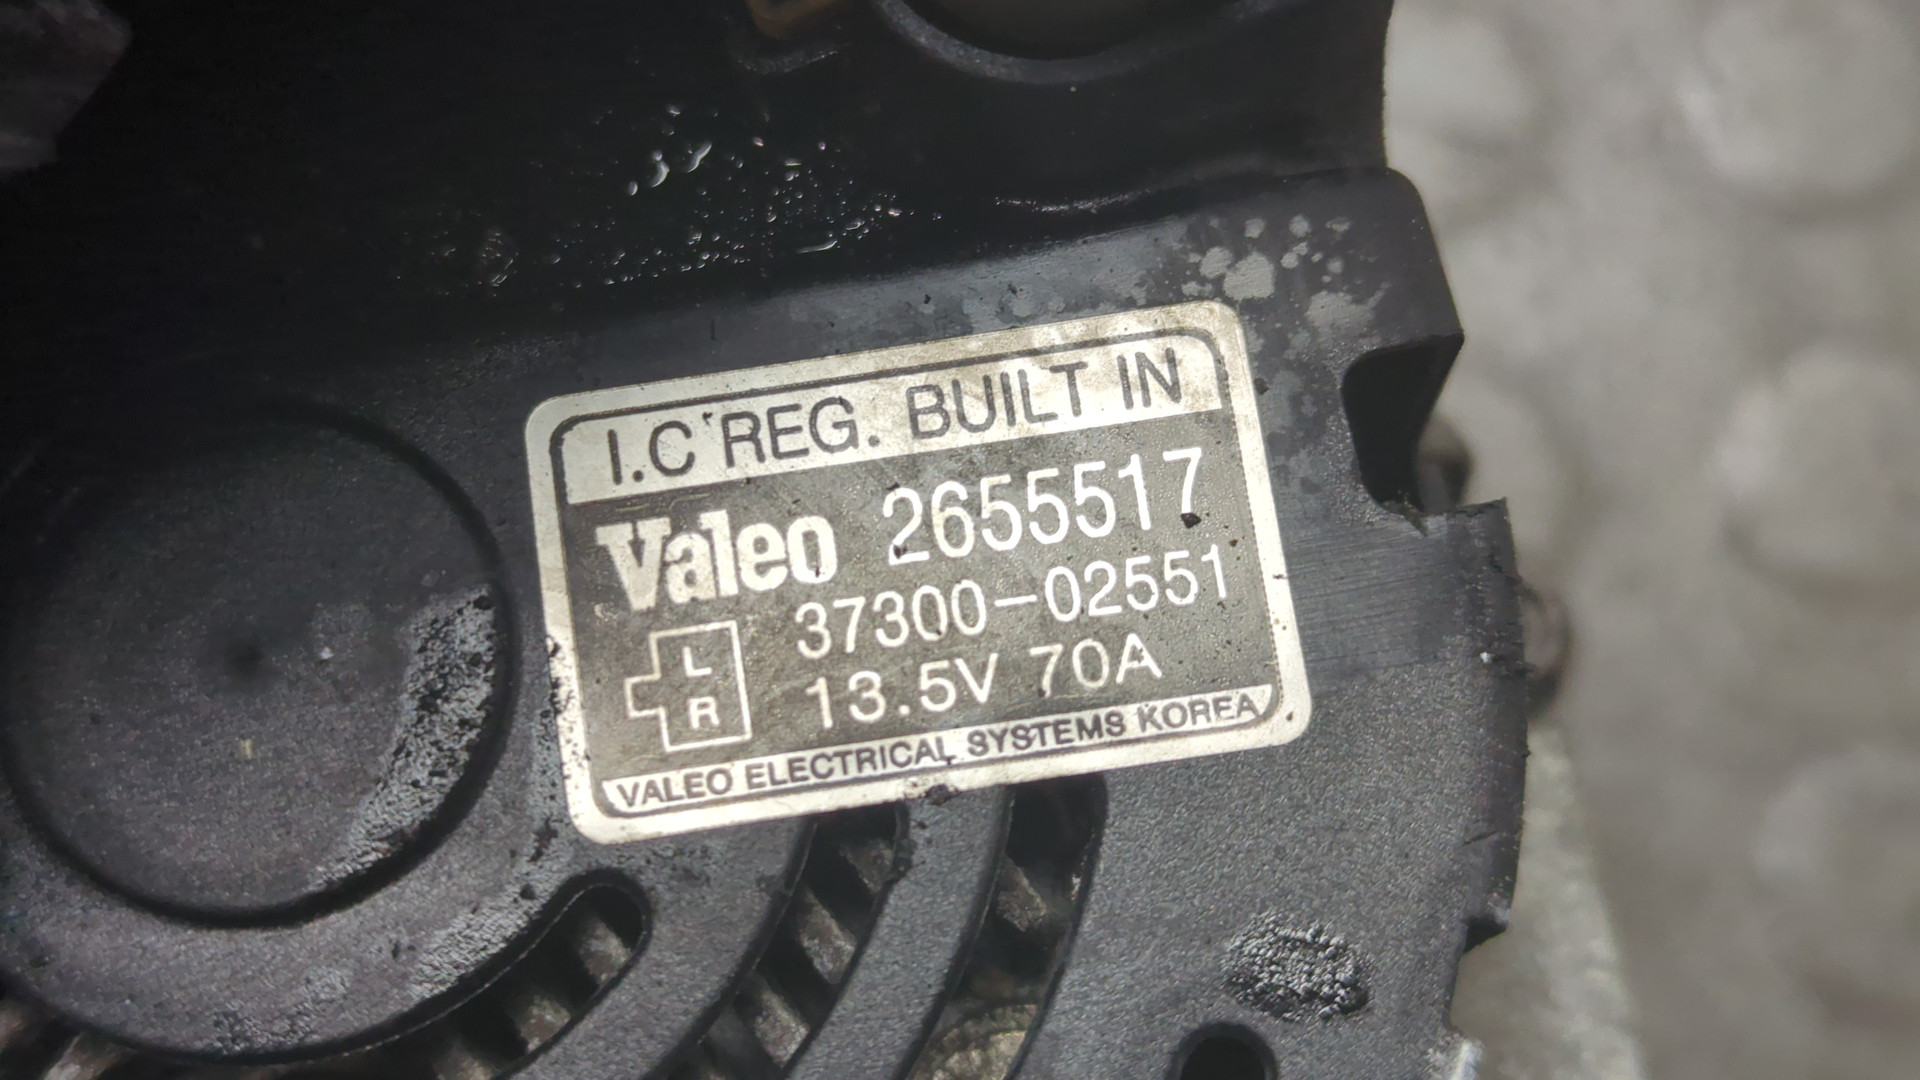 I.C REG. BUILT IN
Valeo 2655517
37300-02551
L
R
13.5V 70A
VALEO ELECTRICAL SYSTEMS KOREA